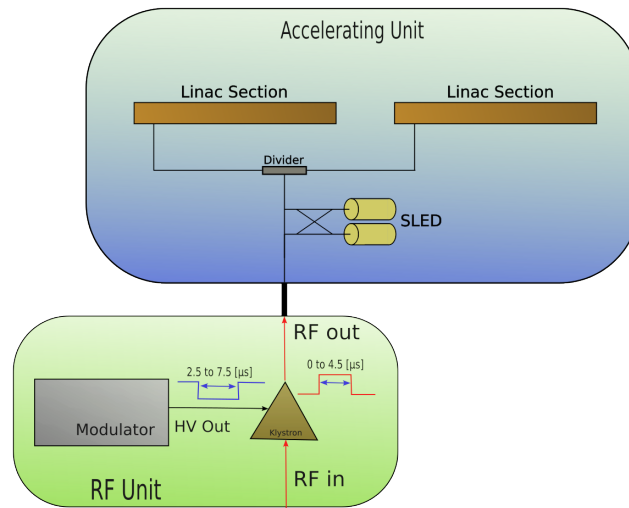 Accelerating Unit
Linac Section
Linac Section
Divider
SLED
RF out
2.5 to 7.5 [µs]
0 to 4.5 [µs]
Modulator
HV Out
Klystron
RF in
RF Unit